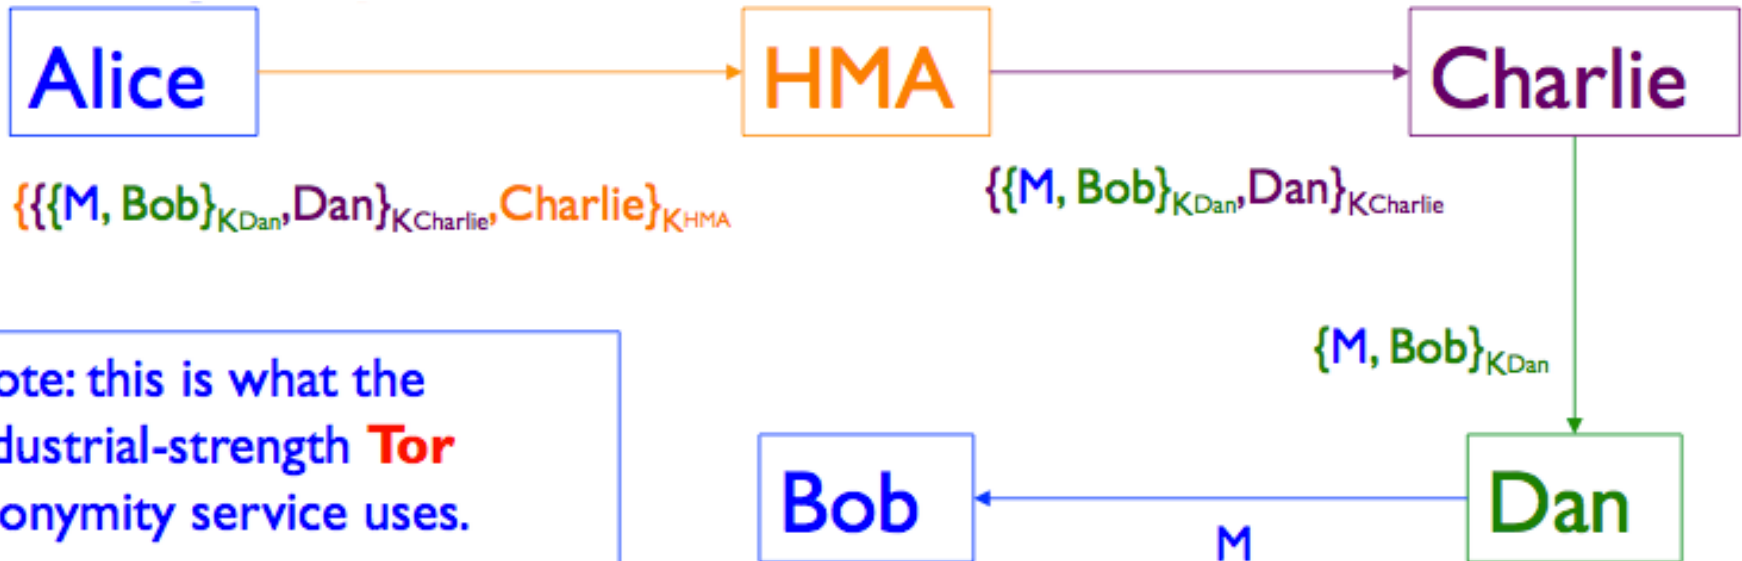 Alice
HMA
Charlie
{{{M, Bob}KDan,Dan}KCharlie,Charlie}KHMA
{{M, Bob}KDan,Dan}KCharlie
{M, Bob}KDan
ote: this is what the
dustrial-strength Tor
onymity service uses.
Bob
M
Dan